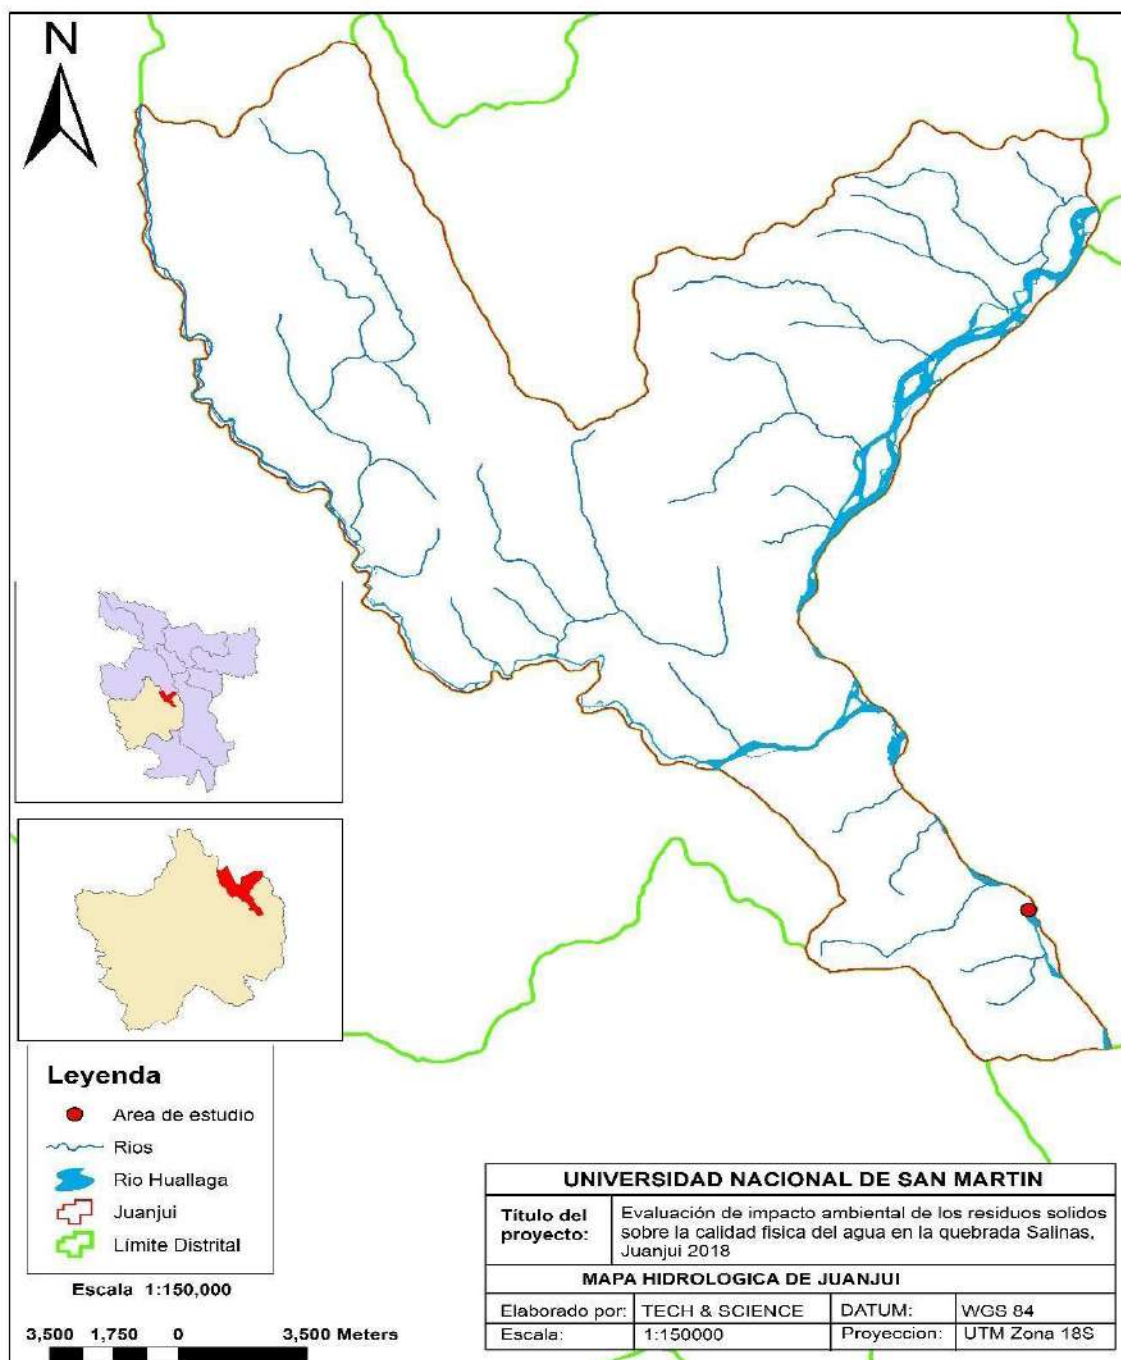 N
Leyenda
Area de estudio
Rios
Rio Huallaga
Juanjui
Límite Distrital
Escala 1:150,000
3,500 1,750 0 3,500 Meters
UNIVERSIDAD NACIONAL DE SAN MARTIN
Título del proyecto:
Evaluación de impacto ambiental de los residuos solidos
sobre la calidad fisica del agua en la quebrada Salinas,
Juanjui 2018
MAPA HIDROLOGICA DE JUANJUI
Elaborado por: TECH & SCIENCE DATUM: WGS 84
Escala: 1:150000 Proyeccion: UTM Zona 18S